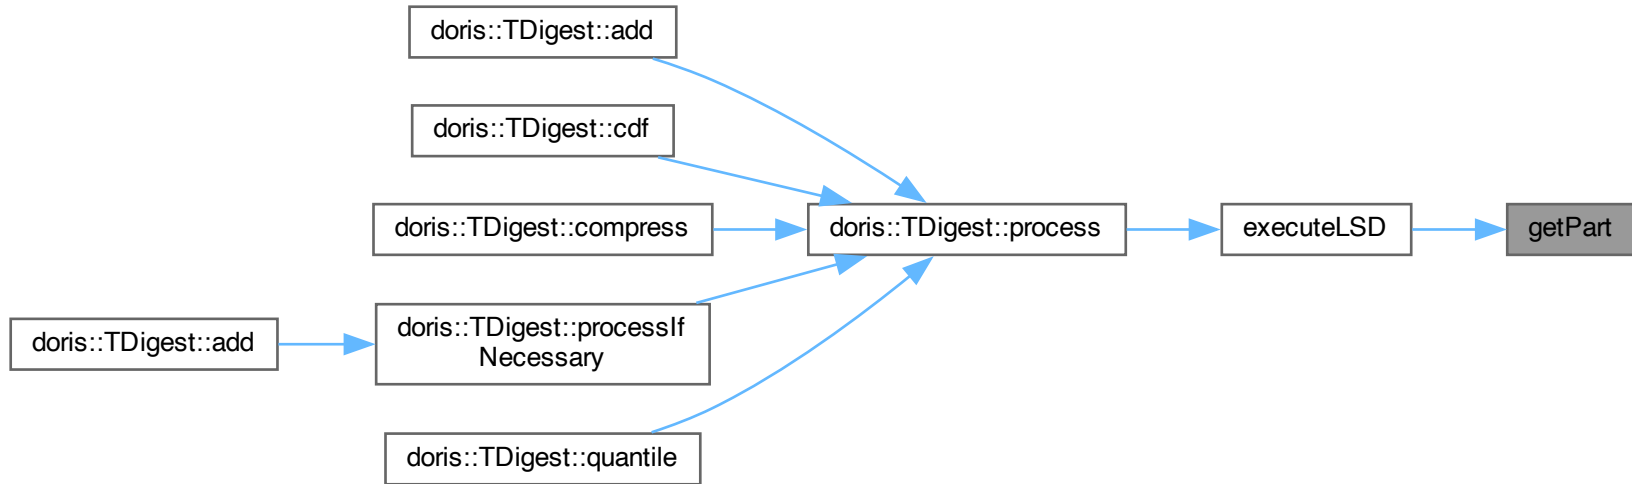 doris::TDigest::add
doris::TDigest::cdf
doris::TDigest::compress
doris::TDigest::process
executeLSD
getPart
doris::TDigest::add
doris::TDigest::processIf
Necessary
doris::TDigest::quantile